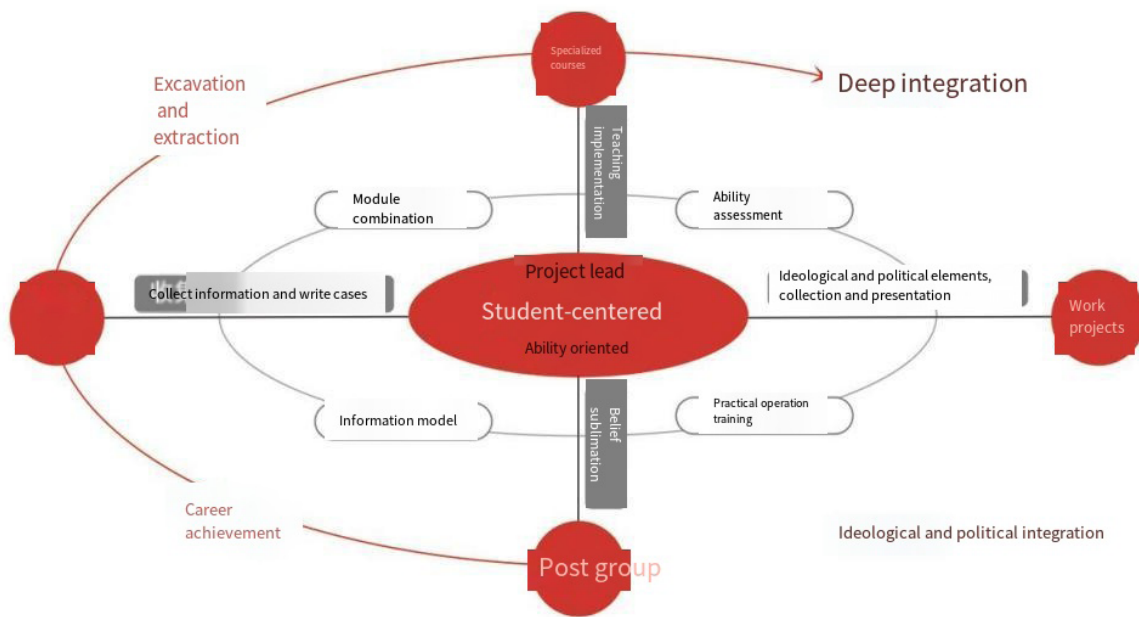 Specialized
courses
Excavation
and
extraction
Deep integration
Teaching
implementation
Module
combination
Ability
assessment
Project lead
Student-centered
Ability oriented
Collect information and write cases
Ideological and political elements,
collection and presentation
Work
projects
Information model
Practical operation
training
Belief
sublimation
Career
achievement
Ideological and political integration
Post group